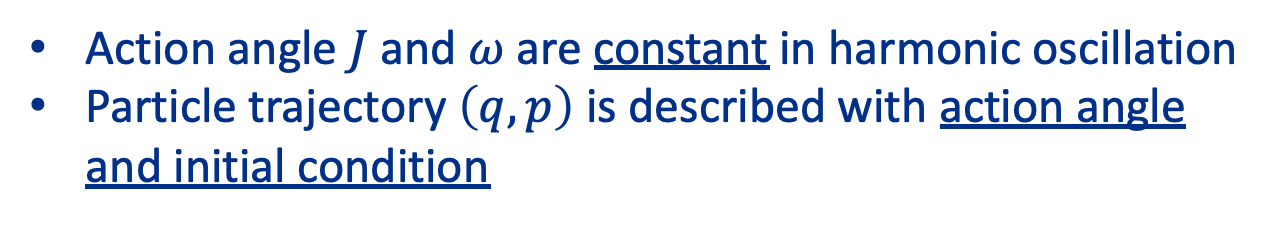 • Action angle J and ω are constant in harmonic oscillation
• Particle trajectory (q, p) is described with action angle
and initial condition